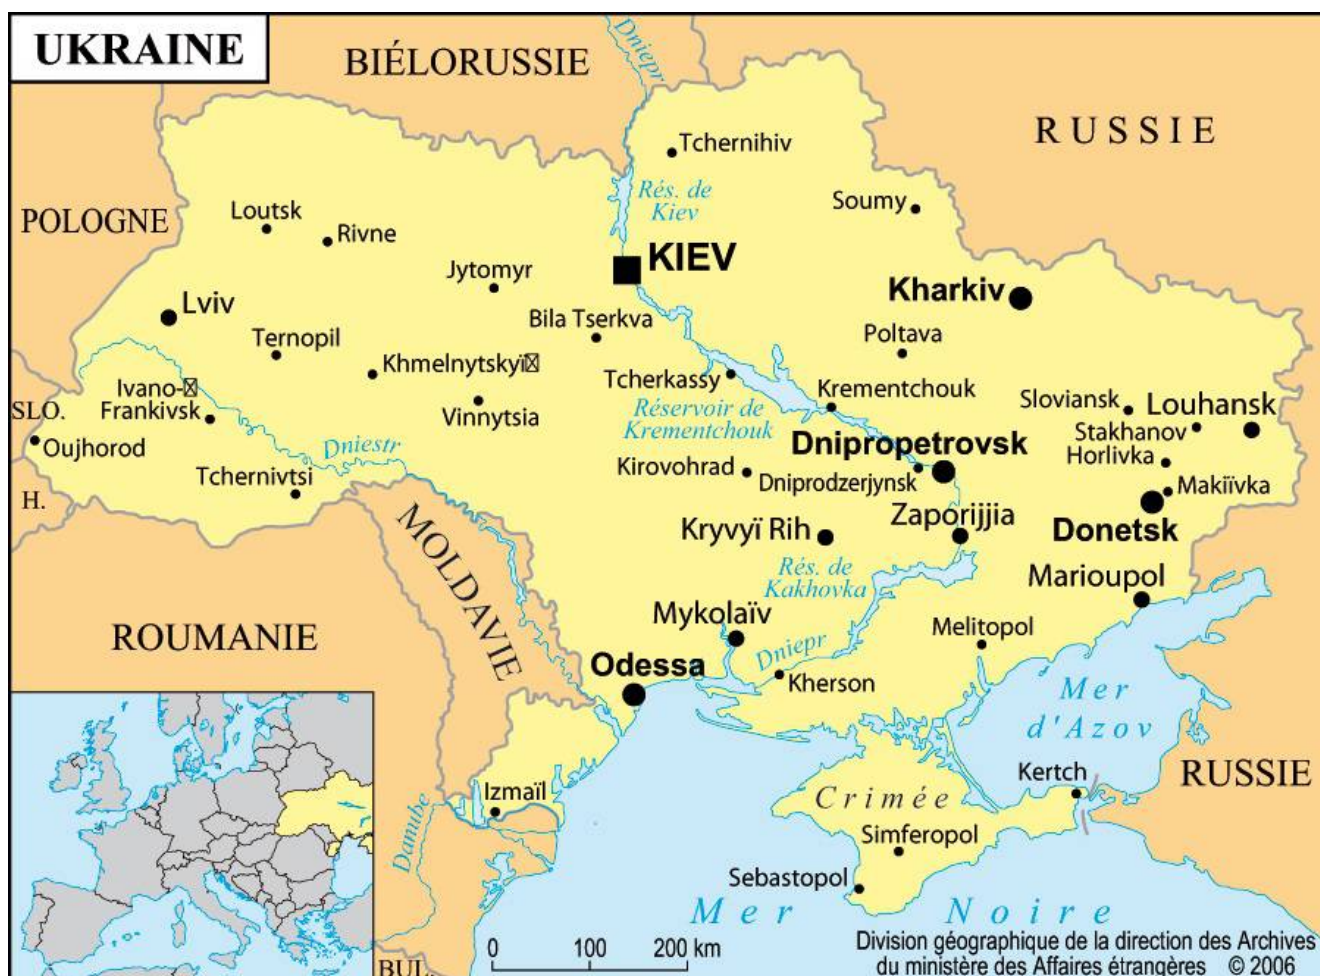 UKRAINE
BIÉLORUSSIE
Dniepr
RUSSIE
POLOGNE
Tchernihiv
Rés. de
Kiev
Soumy
Loutsk
Rivne
KIEV
Jytomyr
Kharkiv
Lviv
Bila Tserkva
Ternopil
Poltava
Khmelnytskyï
Ivano-
Frankivsk
Tcherkassy
Krementchouk
SLO.
Vinnytsia
Réservoir de
Krementchouk
Sloviansk
Louhansk
Stakhanov
Oujhorod
Dniestr
Dnipropetrovsk
Horlivka
Kirovohrad
Dniprodzerjynsk
Tchernivtsi
H.
Makiïvka
Zaporijjia
Kryvyï Rih
Donetsk
MOLDAVIE
Rés. de
Kakhovka
Marioupol
Mykolaïv
ROUMANIE
Melitopol
Dniepr
Odessa
Kherson
Mer
d'Azov
Kertch
RUSSIE
Izmaïl
Crimée
Danube
Simferopol
Sebastopol
Mer Noire
0 100 200 km
BUL.
Division géographique de la direction des Archives
du ministère des Affaires étrangères © 2006